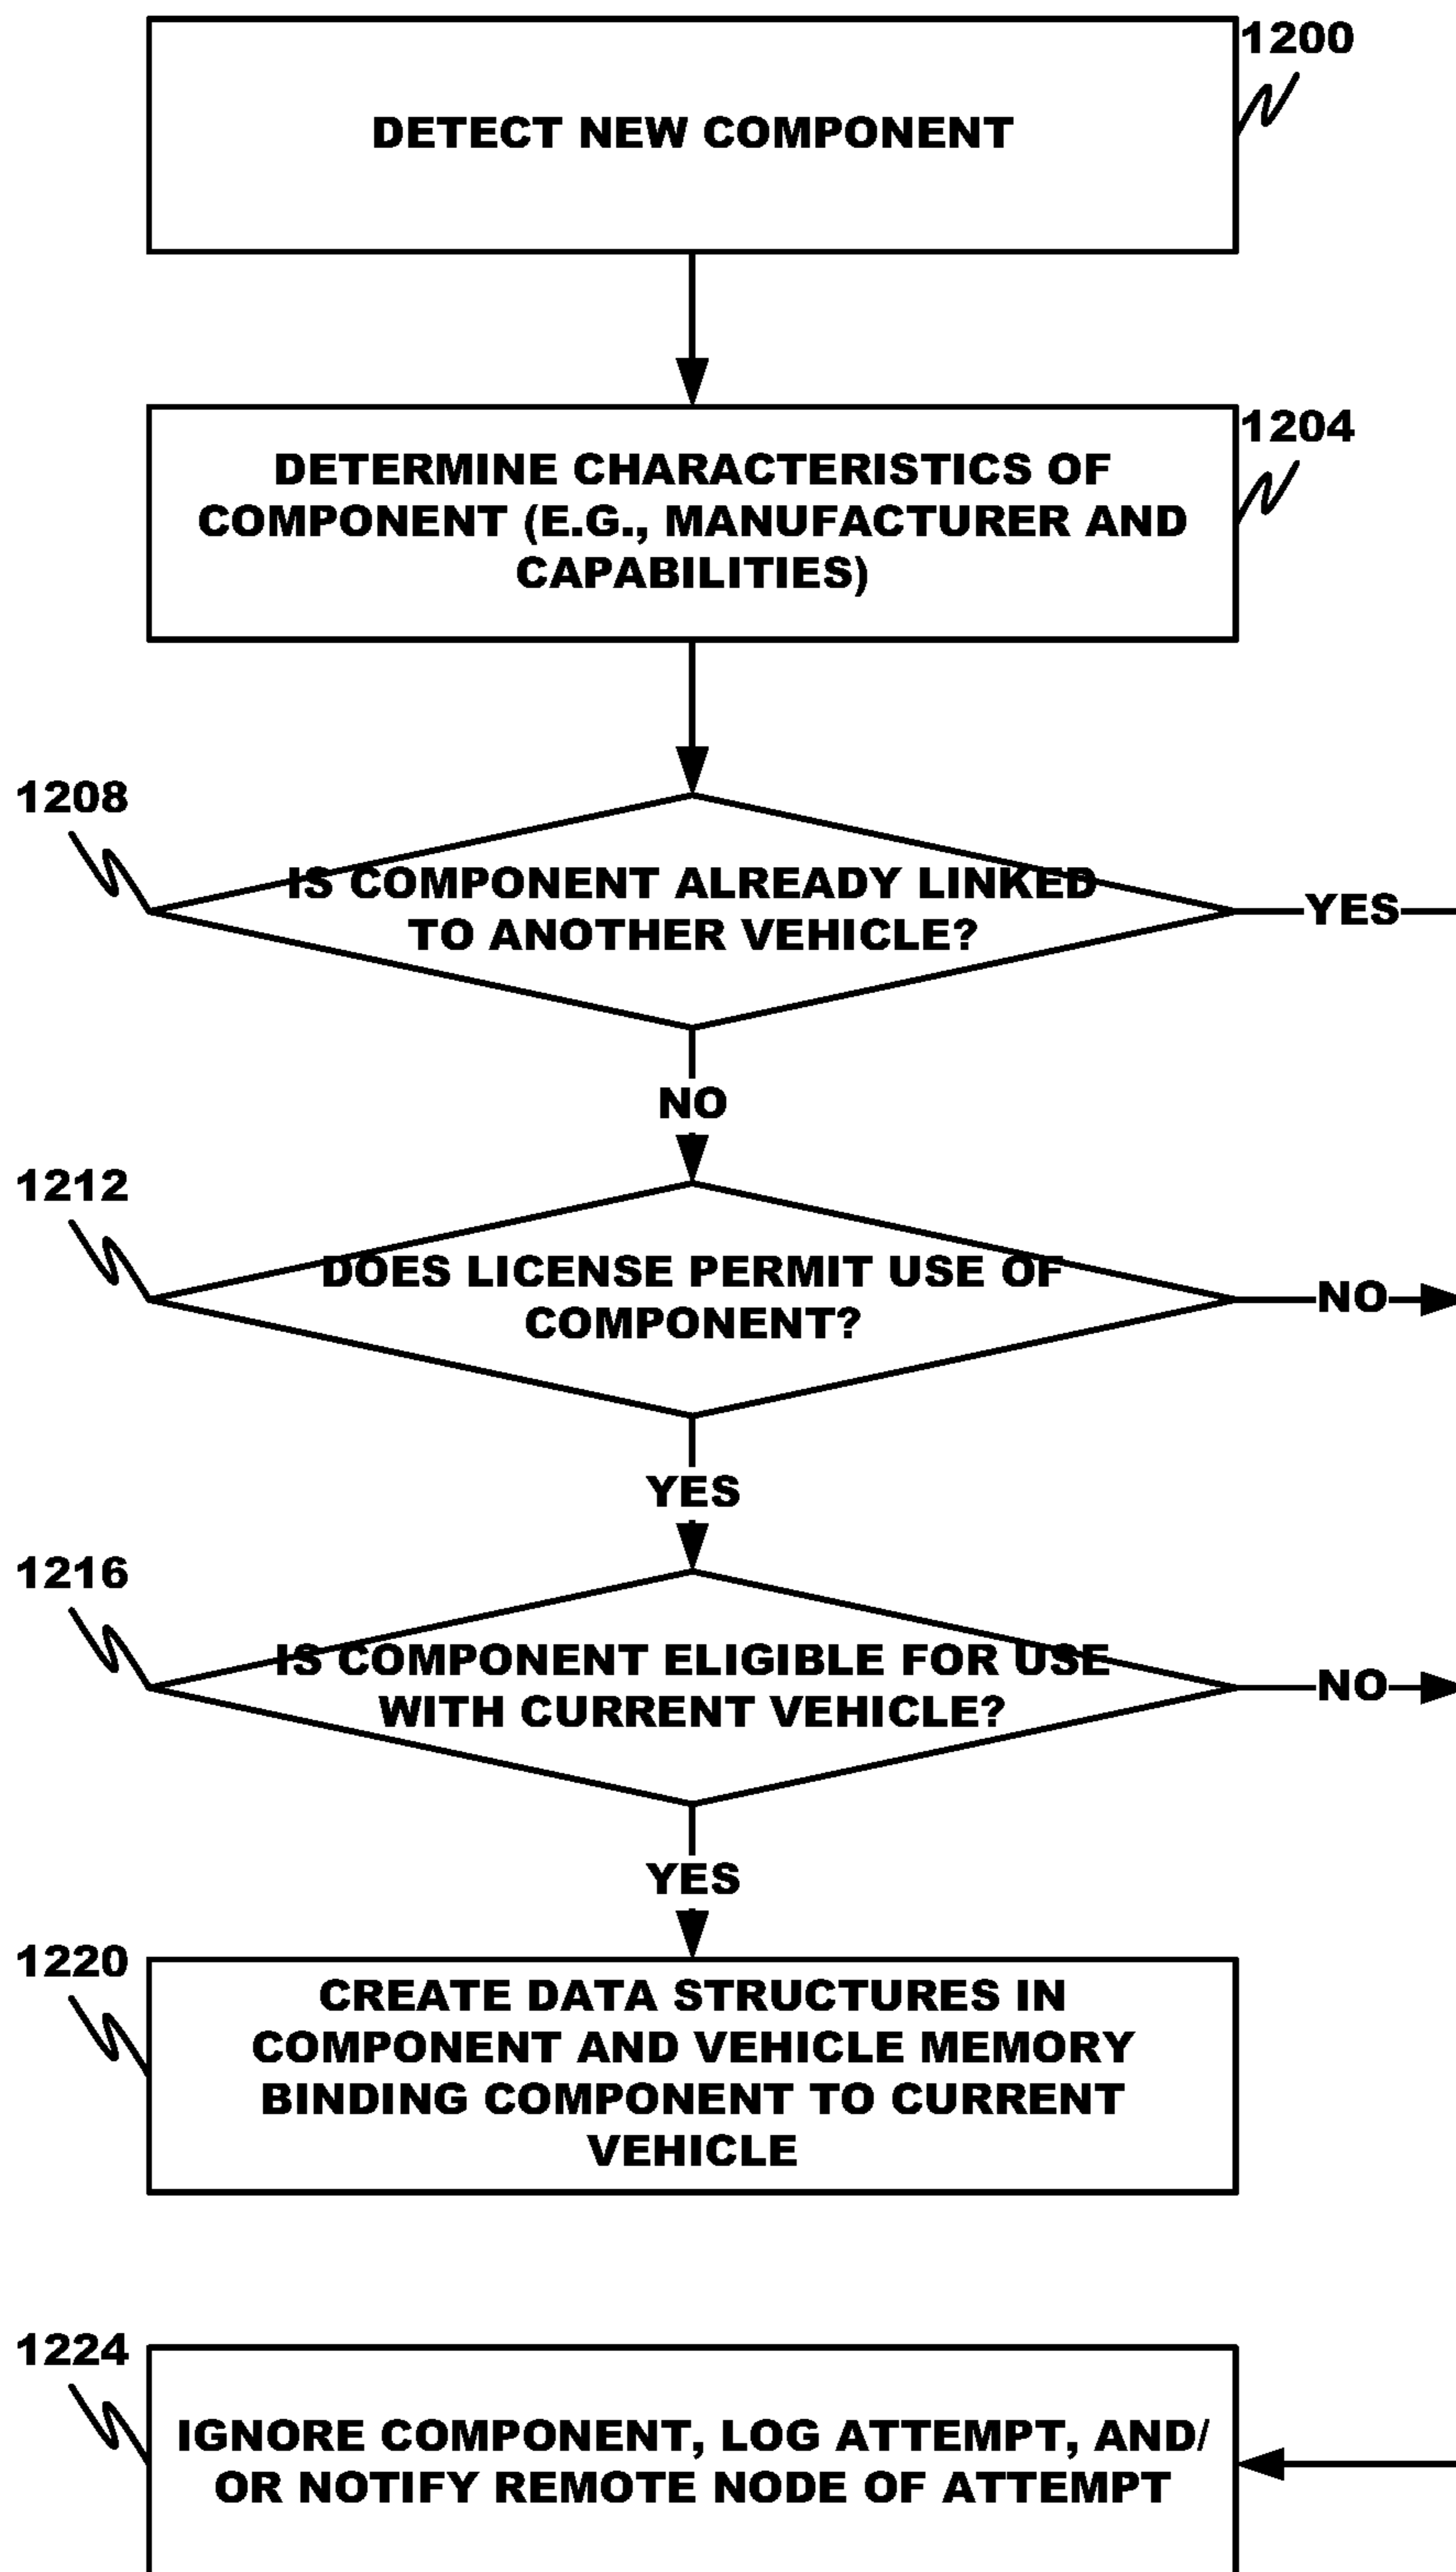 DETECT NEW COMPONENT
1200
DETERMINE CHARACTERISTICS OF
COMPONENT (E.G., MANUFACTURER AND
CAPABILITIES)
1204
1208
IS COMPONENT ALREADY LINKED
TO ANOTHER VEHICLE?
YES
NO
1212
DOES LICENSE PERMIT USE OF
COMPONENT?
NO
YES
1216
IS COMPONENT ELIGIBLE FOR USE
WITH CURRENT VEHICLE?
NO
YES
1220
CREATE DATA STRUCTURES IN
COMPONENT AND VEHICLE MEMORY
BINDING COMPONENT TO CURRENT
VEHICLE
1224
IGNORE COMPONENT, LOG ATTEMPT, AND/
OR NOTIFY REMOTE NODE OF ATTEMPT